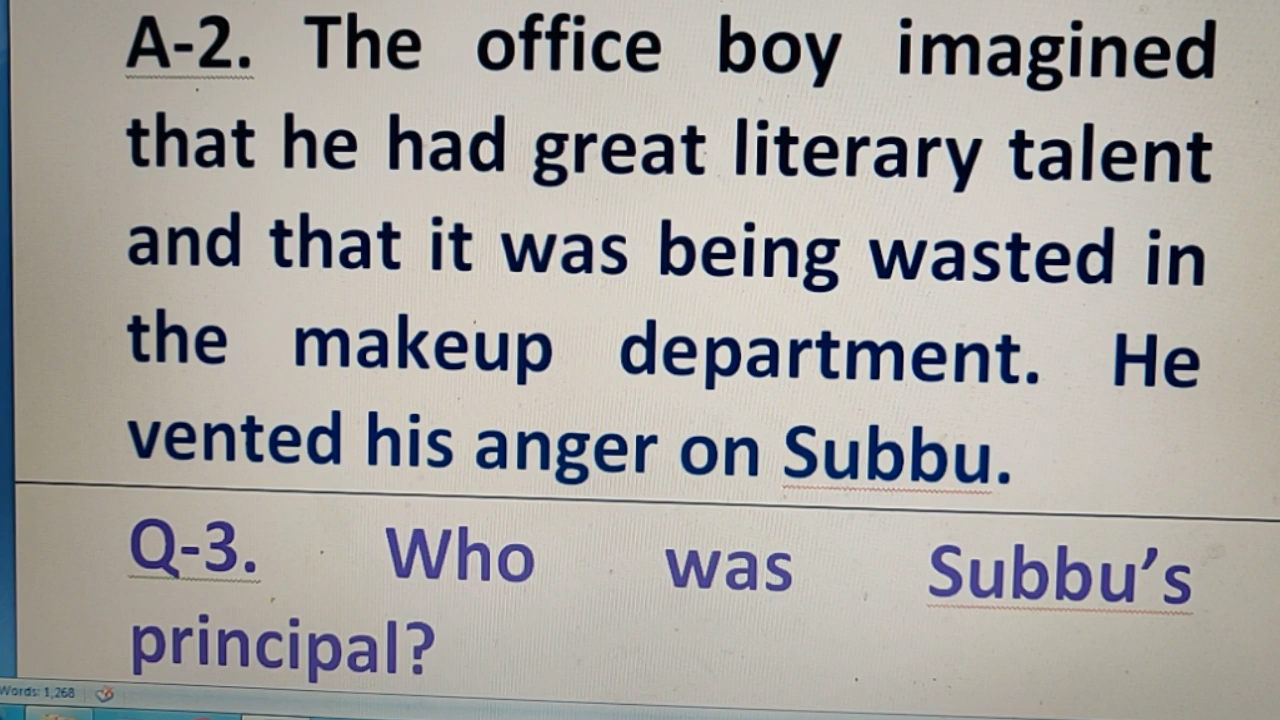 A-2. The office boy imagined
that he had great literary talent
and that it was being wasted in
the makeup department. He
vented his anger on Subbu.
Q-3. Who was Subbu's
principal?
Words: 1,268